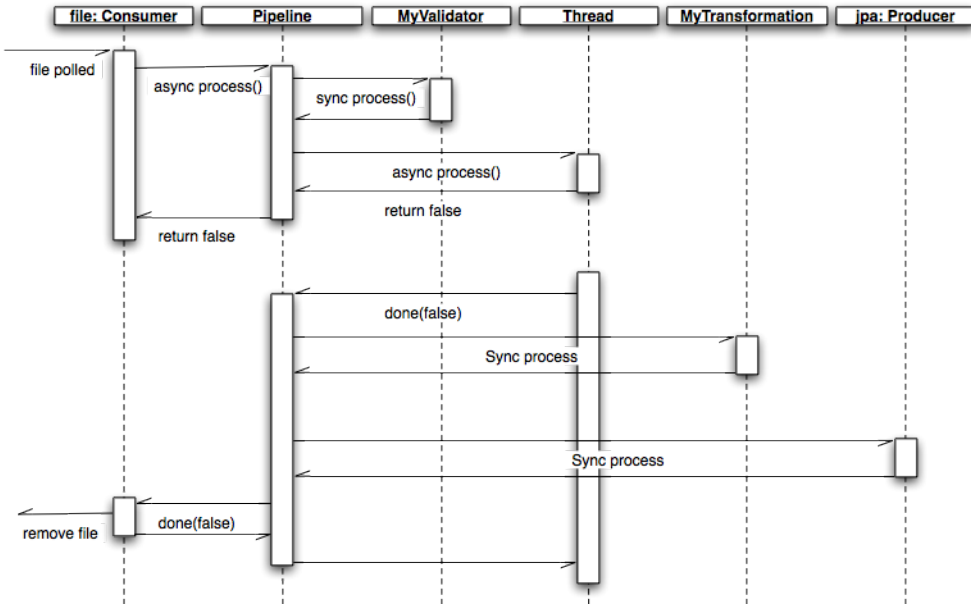 file: Consumer
Pipeline
MyValidator
Thread
MyTransformation
jpa: Producer
file polled
async process()
sync process()
async process()
return false
return false
done(false)
Sync process
Sync process
done(false)
remove file